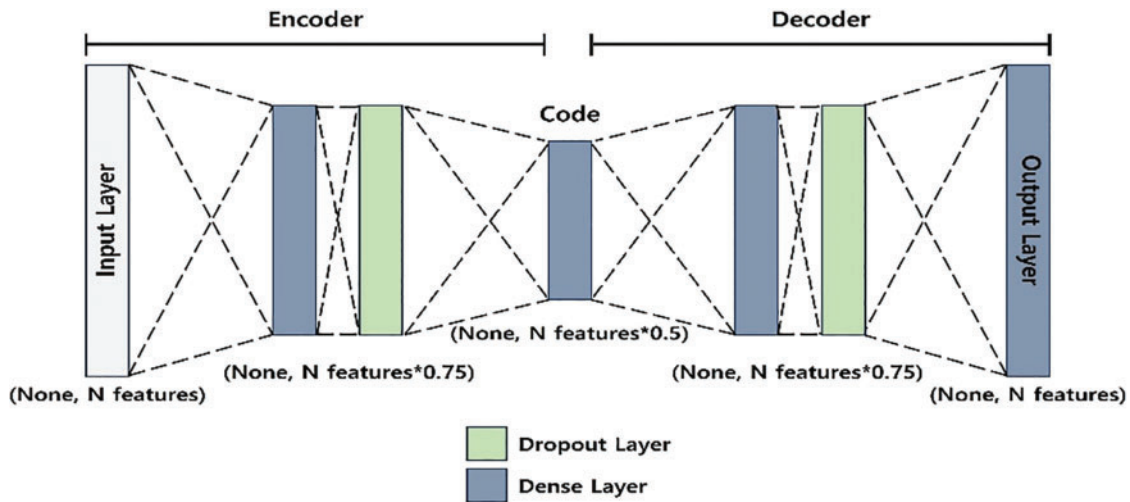 Encoder
Decoder
Code
Input Layer
Output Layer
(None, N features*0.5)
(None, N features*0.75)
(None, N features*0.75)
(None, N features)
(None, N features)
Dropout Layer
Dense Layer